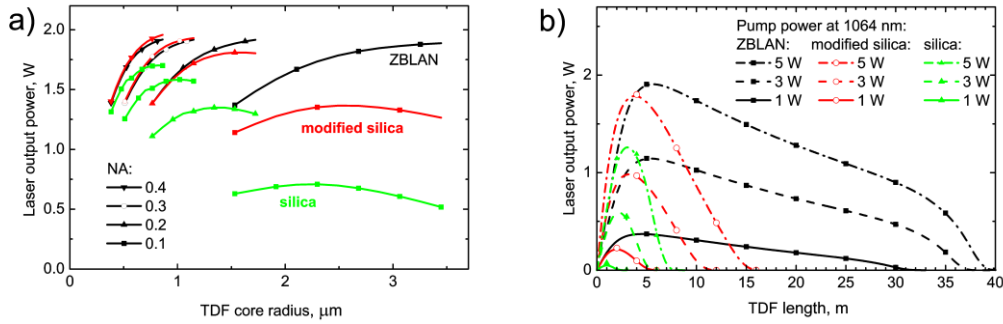 a)
Laser output power, W
2.0
1.5
1.0
0.5
0.0
ZBLAN
modified silica
silica
NA:
0.4
0.3
0.2
0.1
0 1 2 3
TDF core radius, μm
b)
Laser output power, W
2
1
0
Pump power at 1064 nm:
ZBLAN: modified silica: silica:
5 W 5 W 5 W
3 W 3 W 3 W
1 W 1 W 1 W
0 5 10 15 20 25 30 35 40
TDF length, m